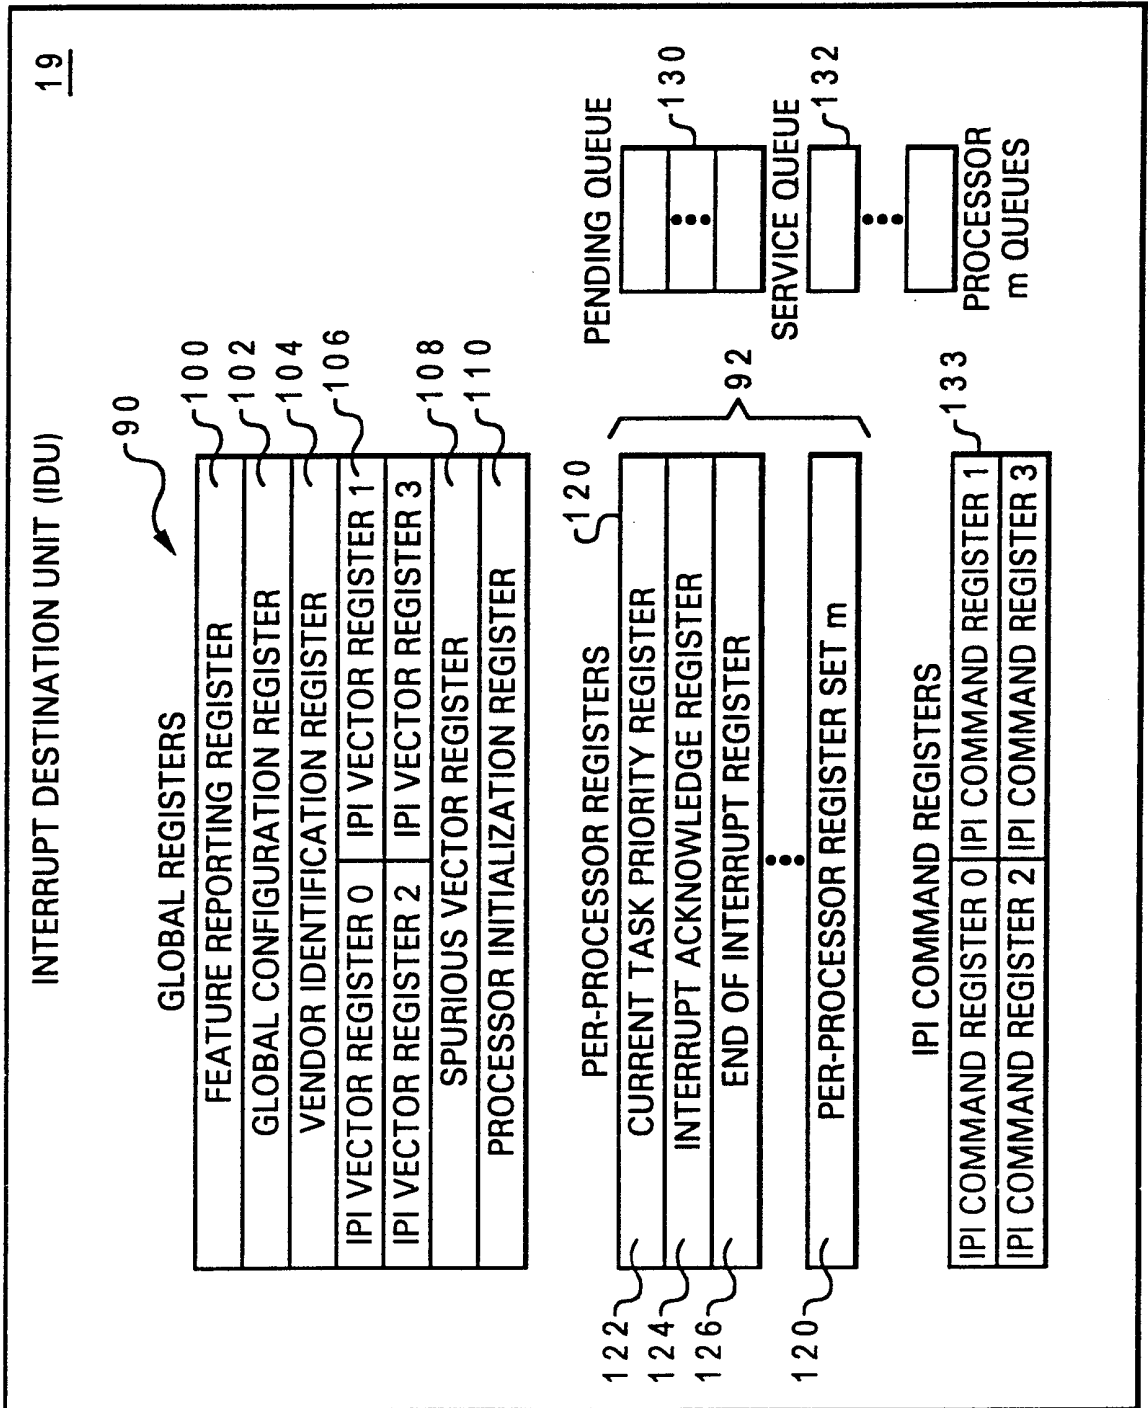 INTERRUPT DESTINATION UNIT (IDU)
19
GLOBAL REGISTERS
90
FEATURE REPORTING REGISTER
100
GLOBAL CONFIGURATION REGISTER
102
VENDOR IDENTIFICATION REGISTER
104
IPI VECTOR REGISTER 0
IPI VECTOR REGISTER 1
106
IPI VECTOR REGISTER 2
IPI VECTOR REGISTER 3
SPURIOUS VECTOR REGISTER
108
PROCESSOR INITIALIZATION REGISTER
110
PER-PROCESSOR REGISTERS
120
122
CURRENT TASK PRIORITY REGISTER
124
INTERRUPT ACKNOWLEDGE REGISTER
126
END OF INTERRUPT REGISTER
92
120
PER-PROCESSOR REGISTER SET m
PENDING QUEUE
130
SERVICE QUEUE
132
PROCESSOR
m QUEUES
IPI COMMAND REGISTERS
IPI COMMAND REGISTER 0
IPI COMMAND REGISTER 1
133
IPI COMMAND REGISTER 2
IPI COMMAND REGISTER 3